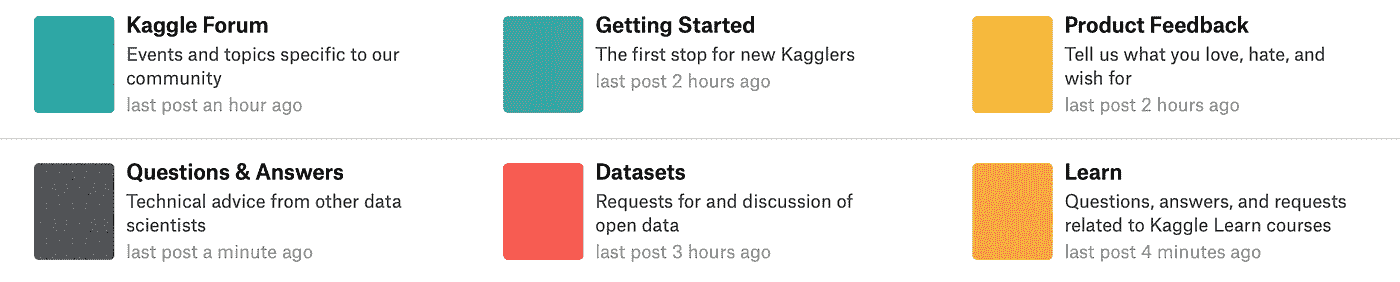 Kaggle Forum
Events and topics specific to our
community
last post an hour ago
Getting Started
The first stop for new Kagglers
last post 2 hours ago
Product Feedback
Tell us what you love, hate, and
wish for
last post 2 hours ago
Questions & Answers
Technical advice from other data
scientists
last post a minute ago
Datasets
Requests for and discussion of
open data
last post 3 hours ago
Learn
Questions, answers, and requests
related to Kaggle Learn courses
last post 4 minutes ago